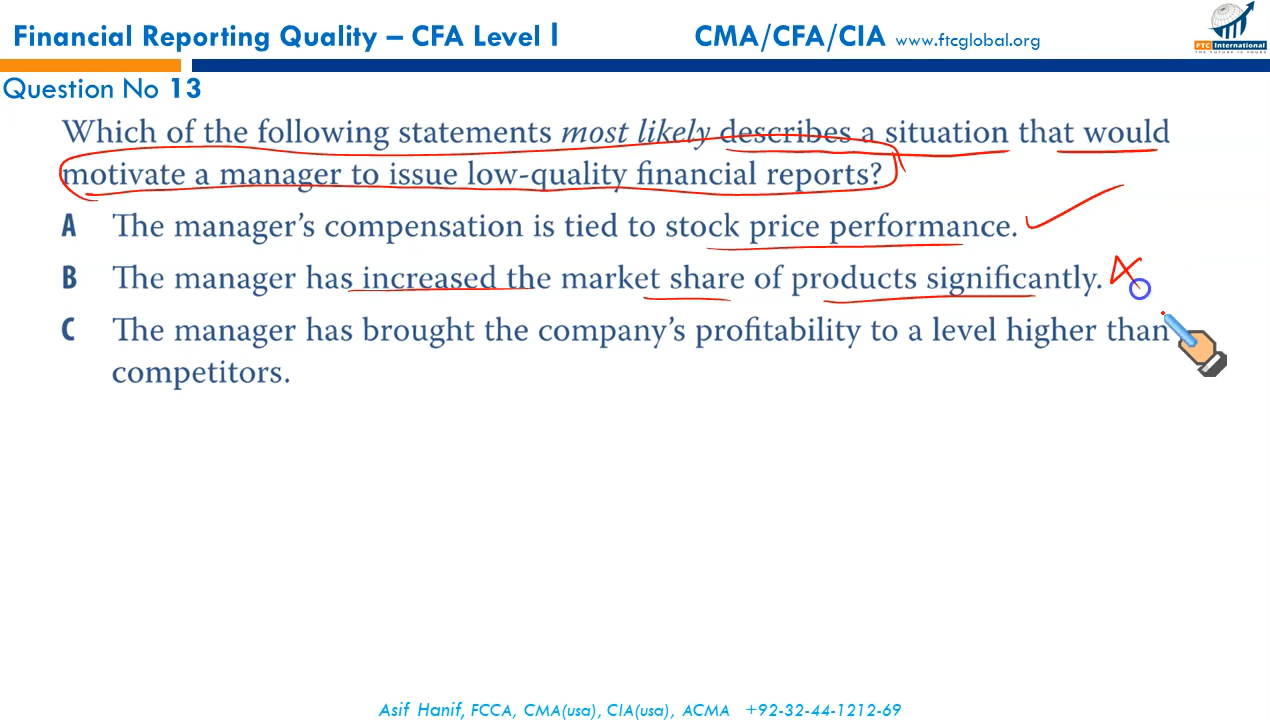 Financial Reporting Quality – CFA Level I CMA/CFA/CIA www.ftcglobal.org
FTC International
THE FUTURE IS YOURS
Question No 13
Which of the following statements most likely describes a situation that would
motivate a manager to issue low-quality financial reports?
A The manager’s compensation is tied to stock price performance.
B The manager has increased the market share of products significantly.
C The manager has brought the company’s profitability to a level higher than
competitors.
Asif Hanif, FCCA, CMA(usa), CIA(usa), ACMA +92-32-44-1212-69